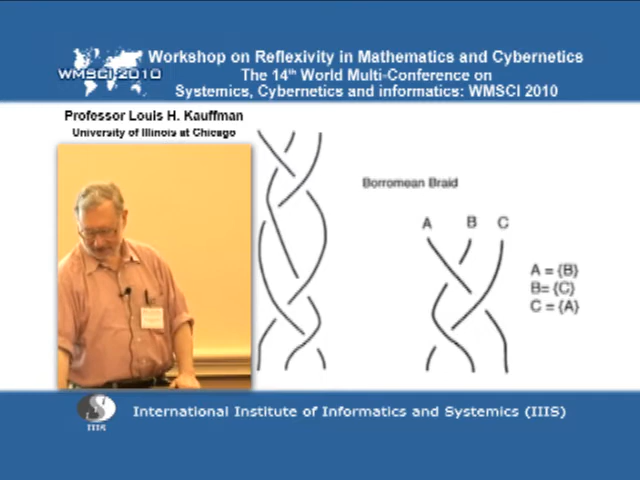 Workshop on Reflexivity in Mathematics and Cybernetics
The 14th World Multi-Conference on
Systemics, Cybernetics and informatics: WMSCI 2010
WMSCI 2010
Professor Louis H. Kauffman
University of Illinois at Chicago
Borromean Braid
A B C
A = {B}
B= {C}
C = {A}
IIIS
International Institute of Informatics and Systemics (IIIS)